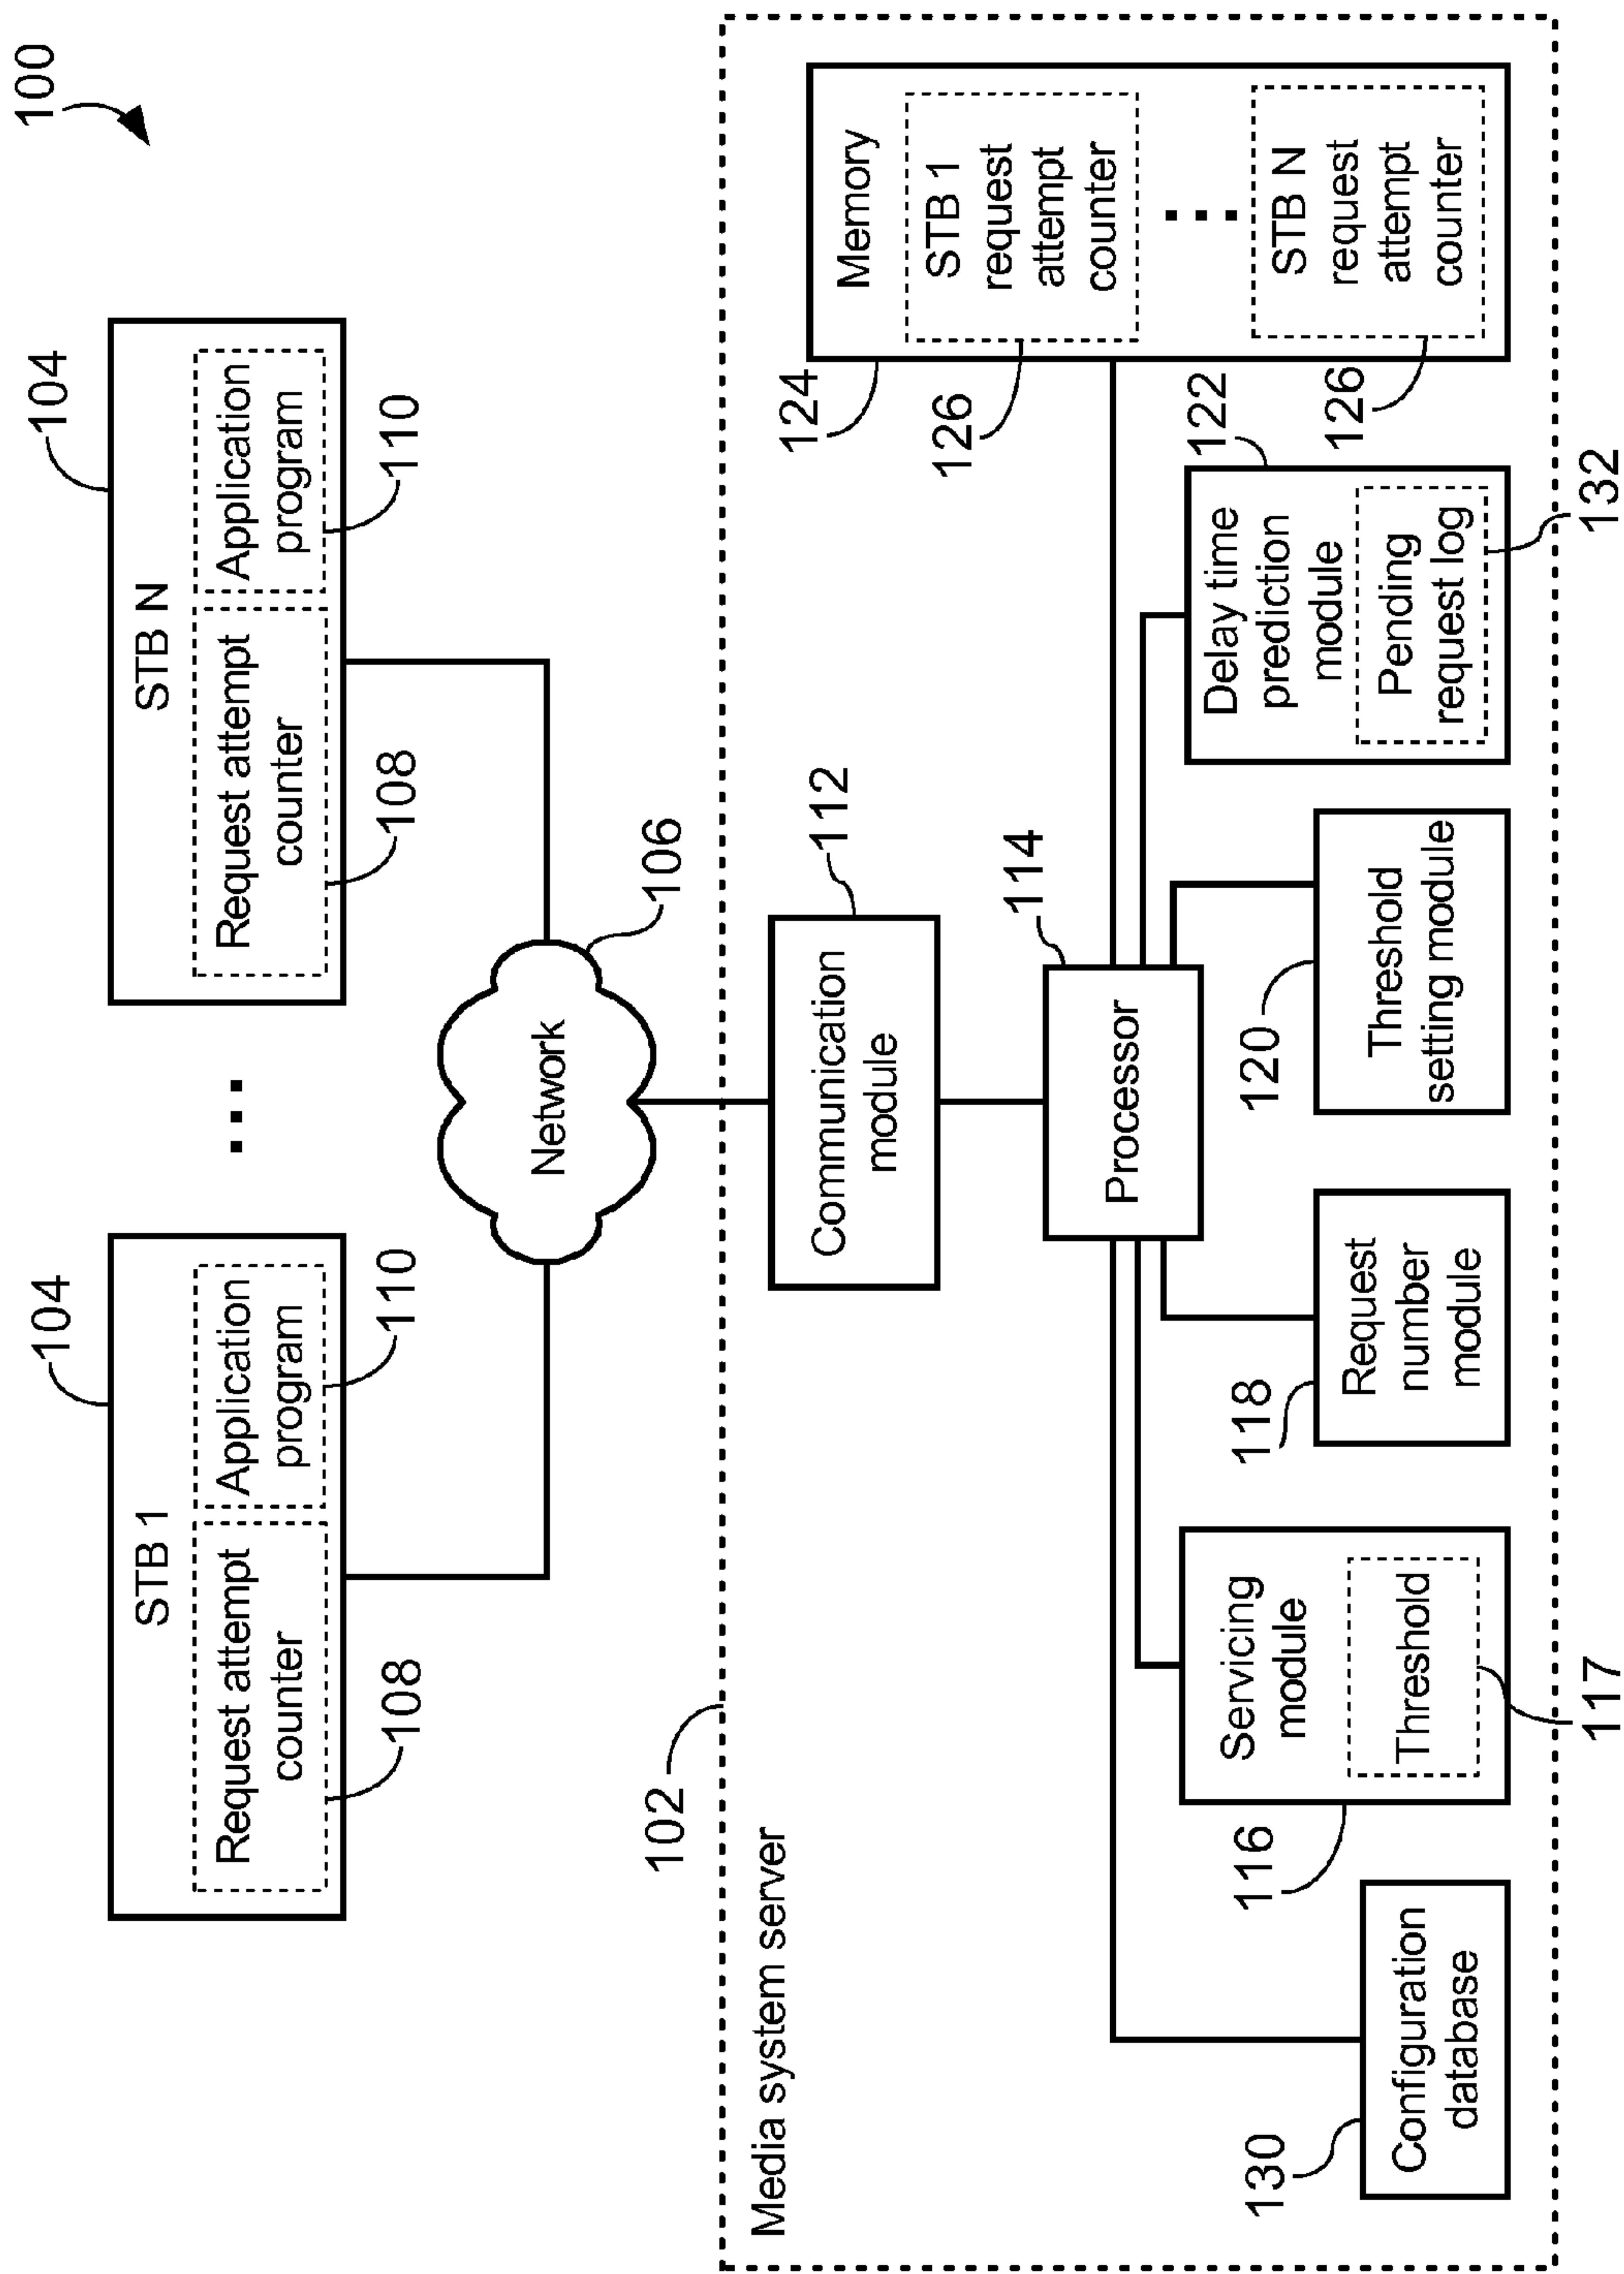 100
104
STB 1
Request attempt
counter
Application
program
108
110
104
STB N
Request attempt
counter
Application
program
108
110
Network
106
102
Media system server
Communication
module
112
Processor
114
130
Configuration
database
116
Servicing
module
Threshold
117
118
Request
number
module
120
Threshold
setting module
122
Delay time
prediction
module
Pending
request log
132
124
Memory
STB 1
request
attempt
counter
126
STB N
request
attempt
counter
126